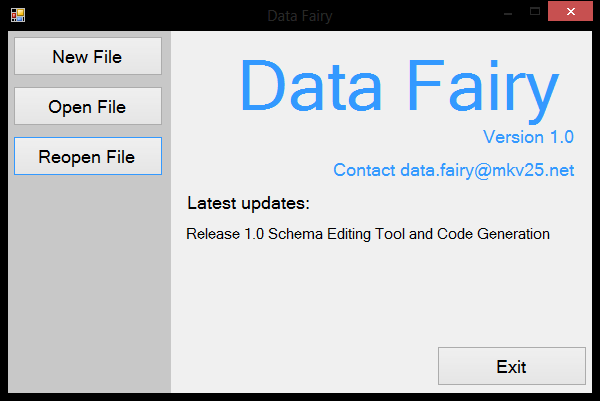 Data Fairy
New File
Open File
Reopen File
Data Fairy
Version 1.0
Contact data.fairy@mkv25.net
Latest updates:
Release 1.0 Schema Editing Tool and Code Generation
Exit